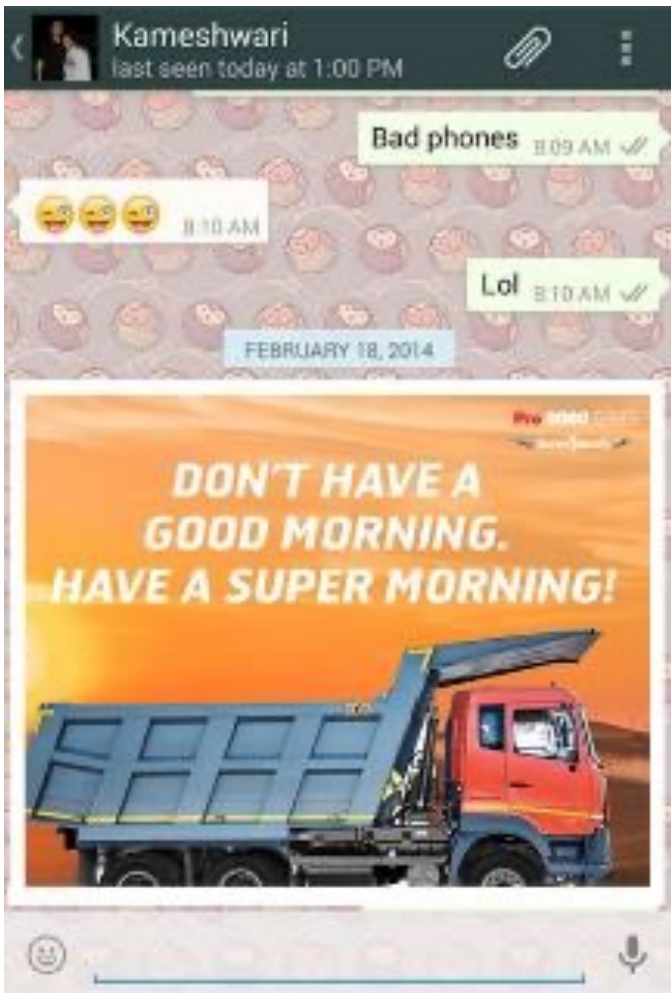 Kameshwari
last seen today at 1:00 PM
Bad phones 8:09 AM
8:10 AM
Lol 8:10 AM
FEBRUARY 18, 2014
Pro
DON'T HAVE A
GOOD MORNING.
HAVE A SUPER MORNING!